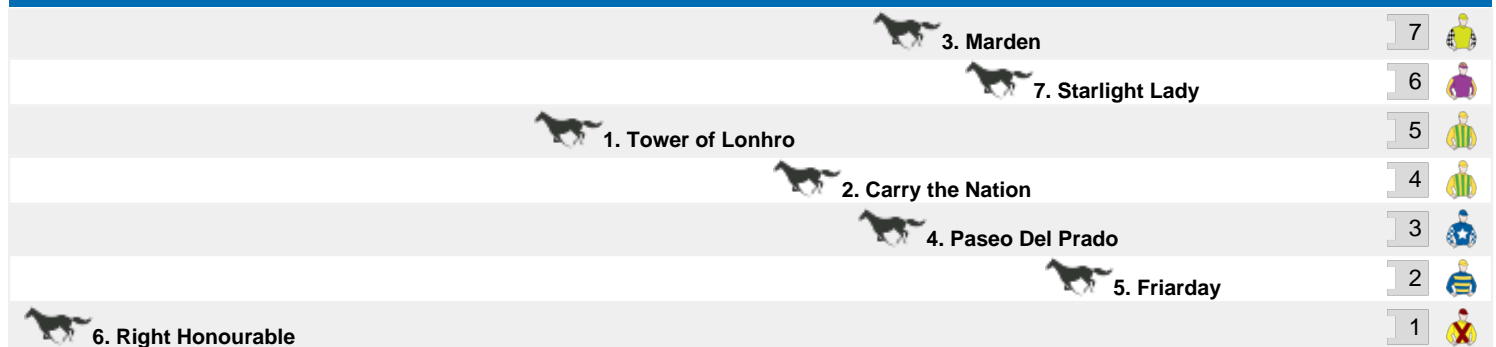 3. Marden 7
7. Starlight Lady 6
1. Tower of Lonhro 5
2. Carry the Nation 4
4. Paseo Del Prado 3
5. Friarday 2
6. Right Honourable 1